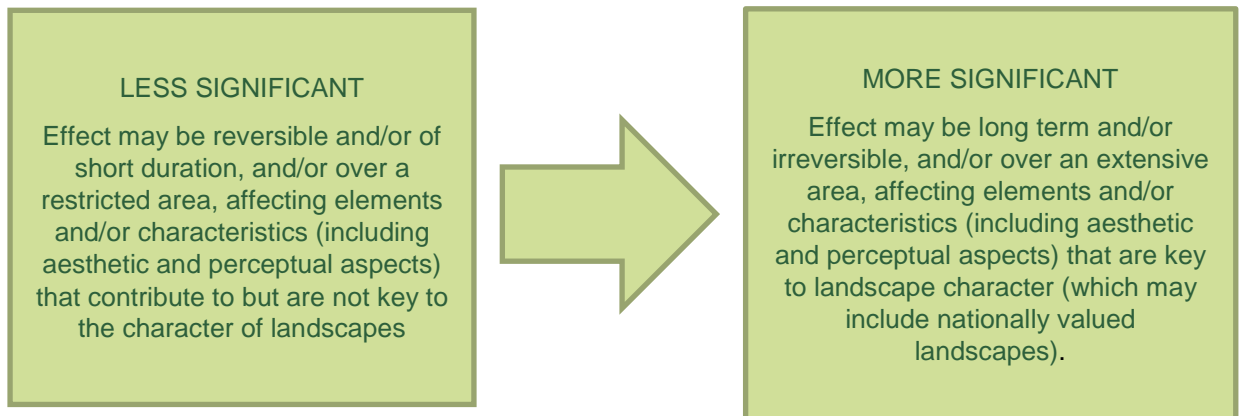 LESS SIGNIFICANT
Effect may be reversible and/or of
short duration, and/or over a
restricted area, affecting elements
and/or characteristics (including
aesthetic and perceptual aspects)
that contribute to but are not key to
the character of landscapes
MORE SIGNIFICANT
Effect may be long term and/or
irreversible, and/or over an extensive
area, affecting elements and/or
characteristics (including aesthetic
and perceptual aspects) that are key
to landscape character (which may
include nationally valued
landscapes).